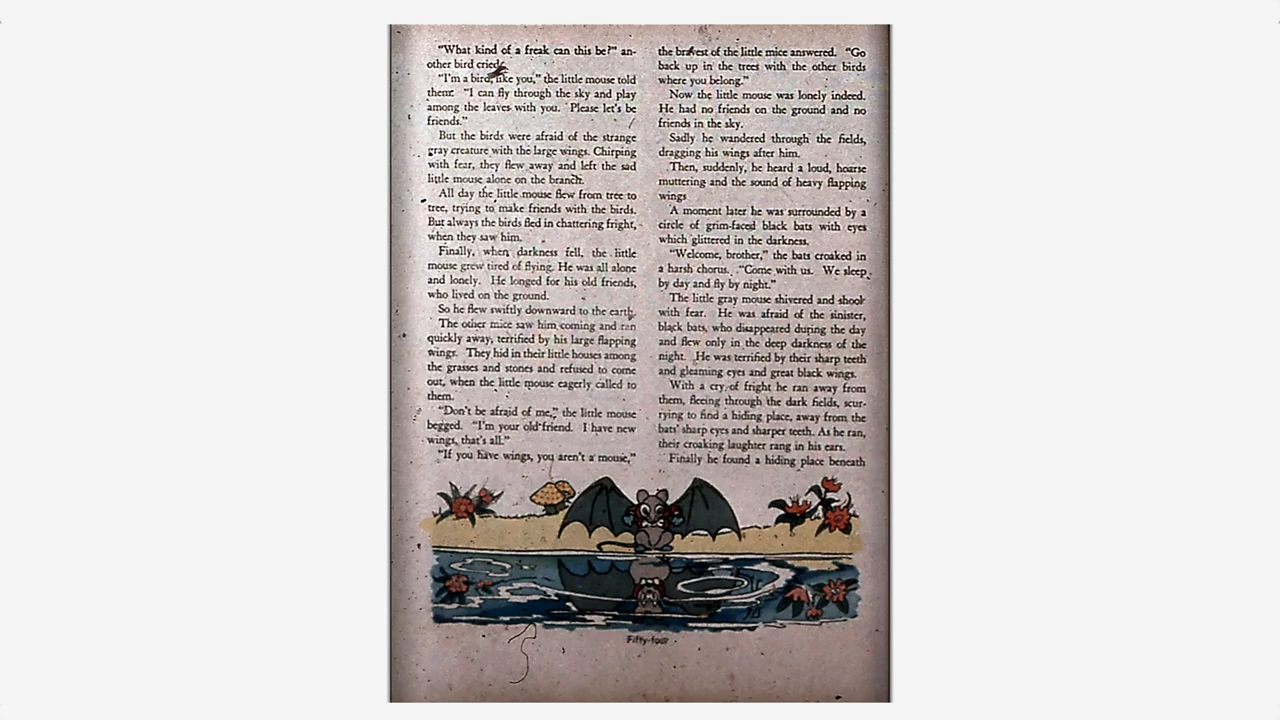 "What kind of a freak can this be?" an-
other bird cried.
"I'm a bird, like you," the little mouse told
them. "I can fly through the sky and play
among the leaves with you. Please let's be
friends."
But the birds were afraid of the strange
gray creature with the large wings. Chirping
with fear, they flew away and left the sad
little mouse alone on the branch.
All day the little mouse flew from tree to
tree, trying to make friends with the birds.
But always the birds fled in chattering fright,
when they saw him.
Finally, when darkness fell, the little
mouse grew tired of flying. He was all alone
and lonely. He longed for his old friends,
who lived on the ground.
So he flew swiftly downward to the earth.
The other mice saw him coming and ran
quickly away, terrified by his large flapping
wings. They hid in their little houses among
the grasses and stones and refused to come
out, when the little mouse eagerly called to
them.
"Don't be afraid of me," the little mouse
begged. "I'm your old friend. I have new
wings, that's all."
"If you have wings, you aren't a mouse,"
the bravest of the little mice answered. "Go
back up in the trees with the other birds
where you belong."
Now the little mouse was lonely indeed.
He had no friends on the ground and no
friends in the sky.
Sadly he wandered through the fields,
dragging his wings after him.
Then, suddenly, he heard a loud, hoarse
muttering and the sound of heavy flapping
wings
A moment later he was surrounded by a
circle of grim-faced black bats with eyes
which glittered in the darkness.
"Welcome, brother," the bats croaked in
a harsh chorus. "Come with us. We sleep
by day and fly by night."
The little gray mouse shivered and shook
with fear. He was afraid of the sinister,
black bats, who disappeared during the day
and flew only in the deep darkness of the
night. He was terrified by their sharp teeth
and gleaming eyes and great black wings.
With a cry of fright he ran away from
them, fleeing through the dark fields, scur-
rying to find a hiding place, away from the
bats' sharp eyes and sharper teeth. As he ran,
their croaking laughter rang in his ears.
Finally he found a hiding place beneath
Fifty-four